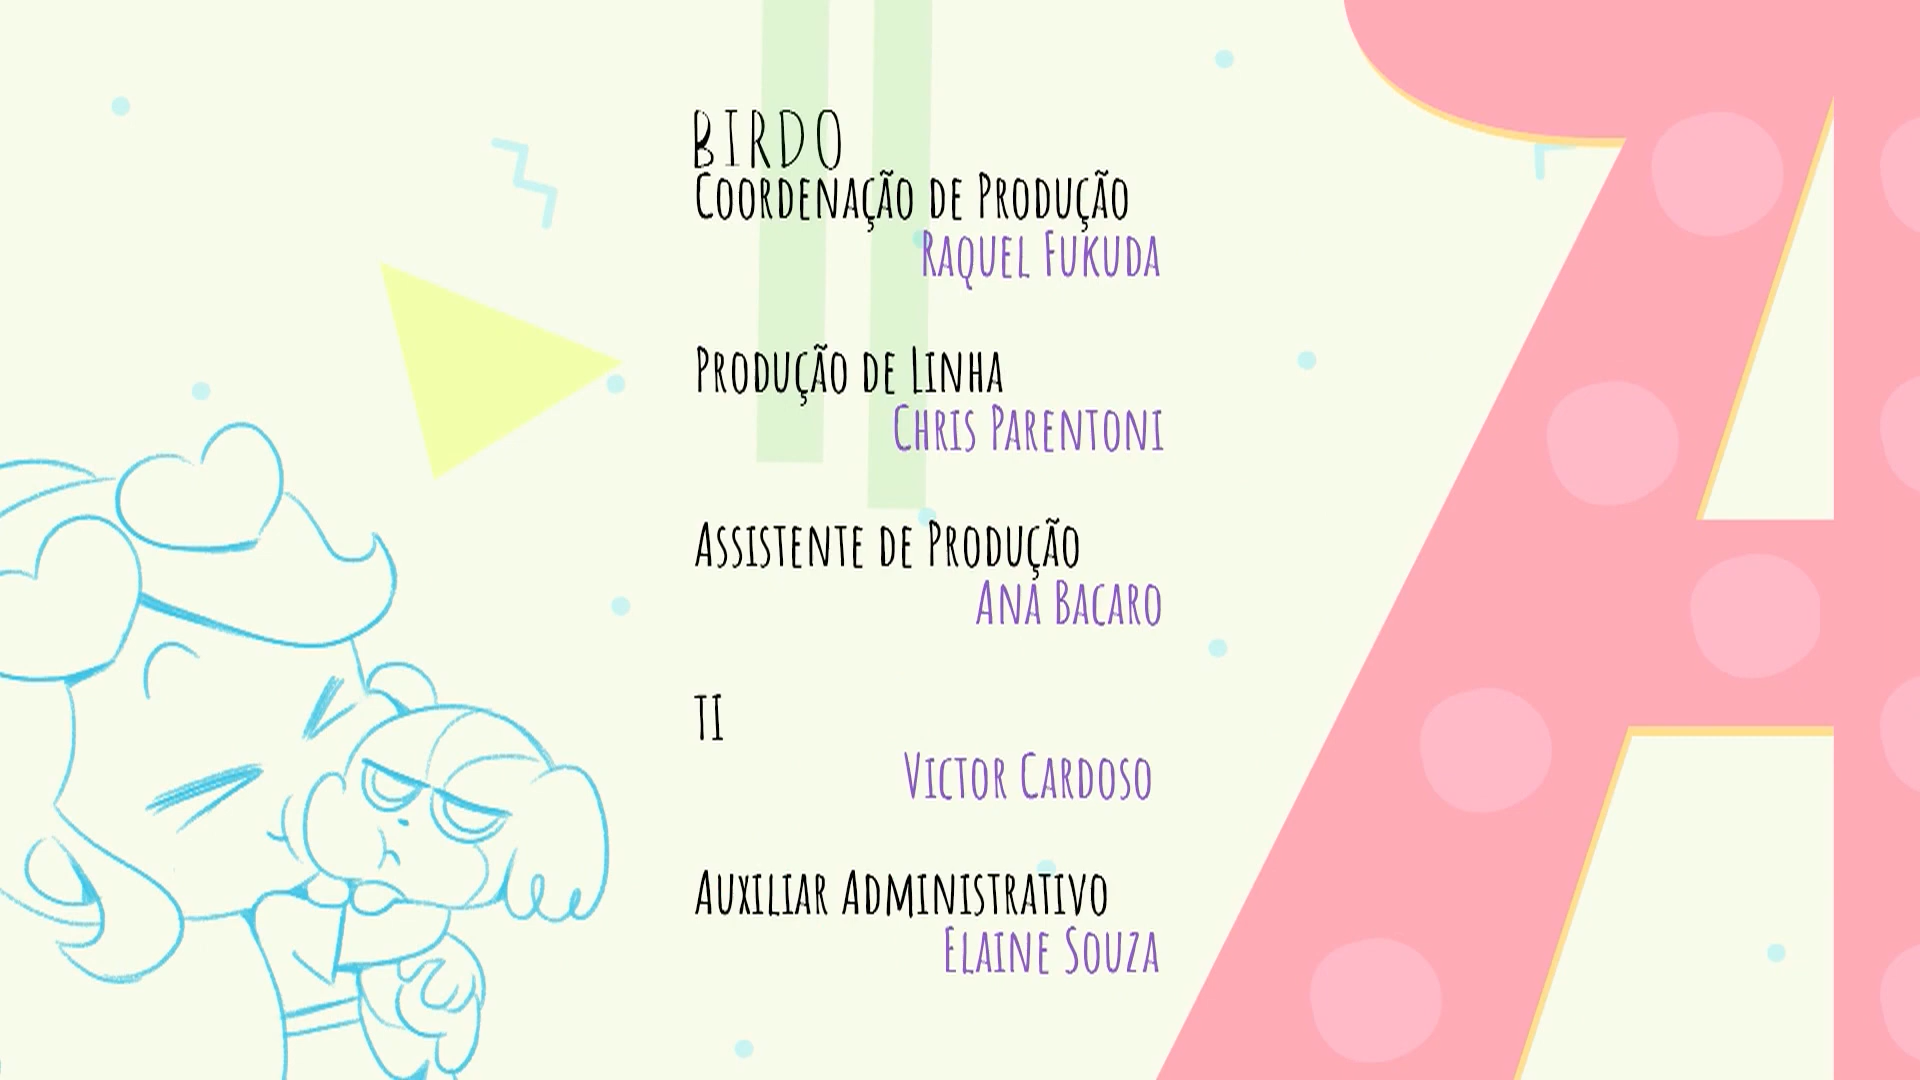 BIRDO
COORDENAÇÃO DE PRODUÇÃO
RAQUEL FUKUDA
PRODUÇÃO DE LINHA
CHRIS PARENTONI
ASSISTENTE DE PRODUÇÃO
ANA BACARO
TI
VICTOR CARDOSO
AUXILIAR ADMINISTRATIVO
ELAINE SOUZA
A